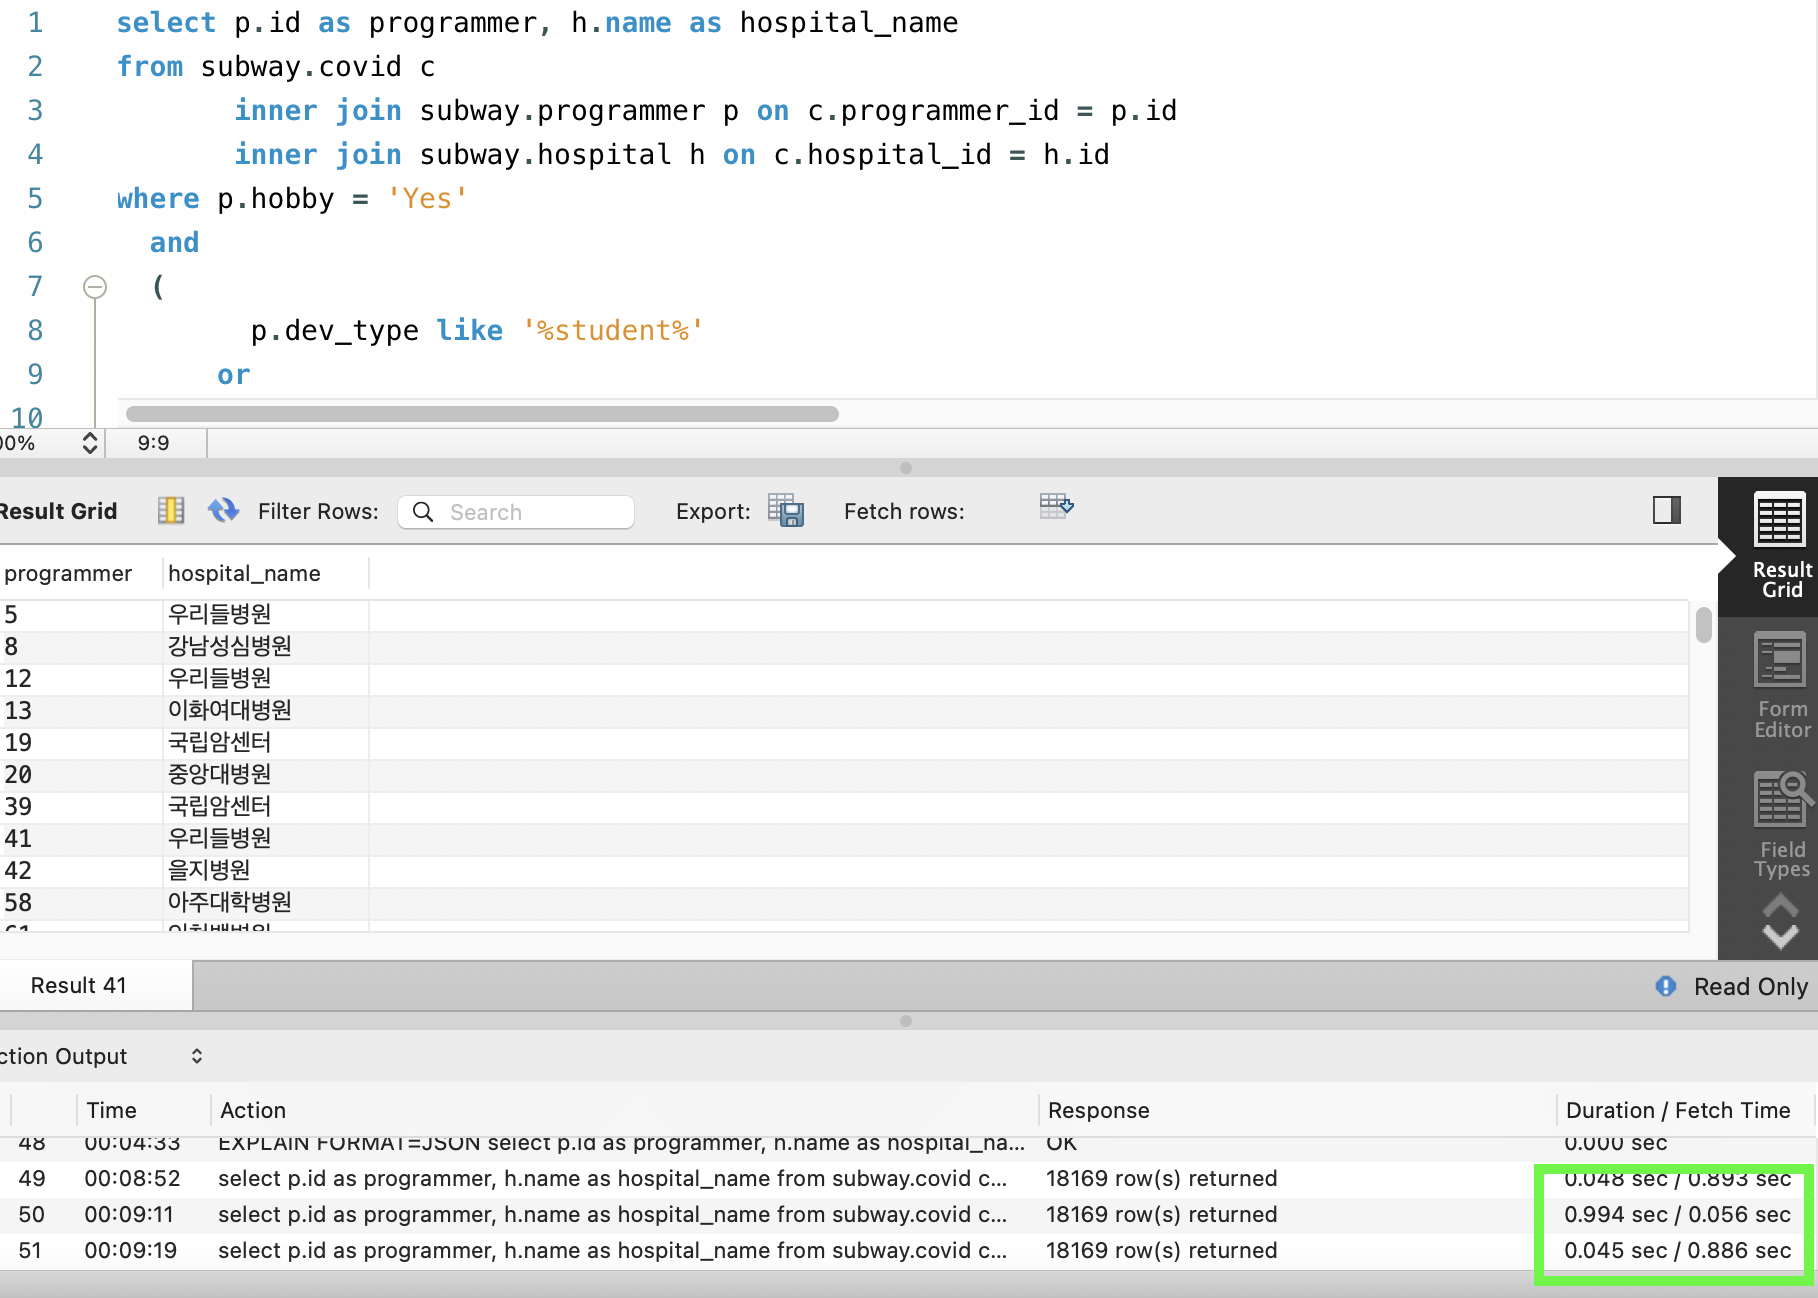 1 select p.id as programmer, h.name as hospital_name
2 from subway.covid c
3 inner join subway.programmer p on c.programmer_id = p.id
4 inner join subway.hospital h on c.hospital_id = h.id
5 where p.hobby = 'Yes'
6 and
7 (
8 p.dev_type like '%student%'
9 or
10
00% 9:9
Result Grid Filter Rows: Search Export: Fetch rows:
programmer hospital_name
5 우리들병원
8 강남성심병원
12 우리들병원
13 이화여대병원
19 국립암센터
20 중앙대병원
39 국립암센터
41 우리들병원
42 을지병원
58 아주대학병원
61
Result
Grid
Form
Editor
Field
Types
Result 41 Read Only
ction Output
Time Action Response Duration / Fetch Time
48 00:04:33 EXPLAIN FORMAT=JSON select p.id as programmer, h.name as hospital_na... OK 0.000 sec
49 00:08:52 select p.id as programmer, h.name as hospital_name from subway.covid c... 18169 row(s) returned 0.048 sec / 0.893 sec
50 00:09:11 select p.id as programmer, h.name as hospital_name from subway.covid c... 18169 row(s) returned 0.994 sec / 0.056 sec
51 00:09:19 select p.id as programmer, h.name as hospital_name from subway.covid c... 18169 row(s) returned 0.045 sec / 0.886 sec